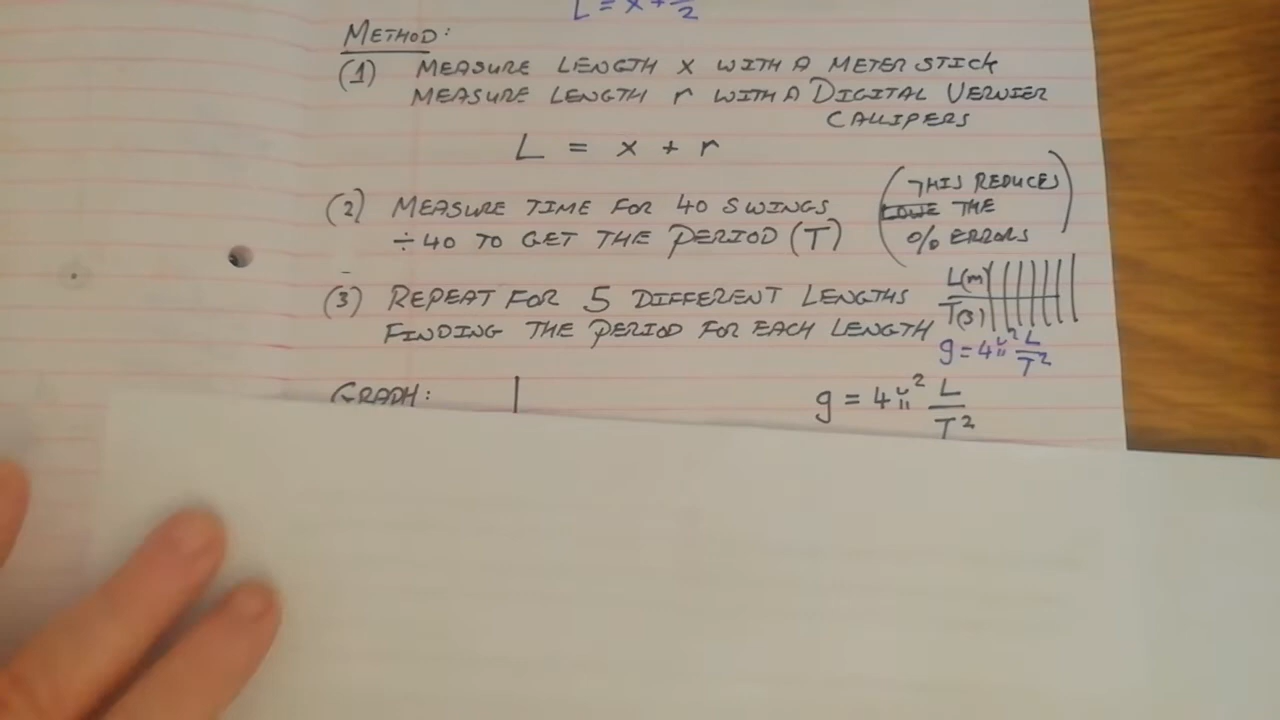 L = x + r/2
METHOD:
(1) MEASURE LENGTH x WITH A METER STICK
MEASURE LENGTH r WITH A DIGITAL VERNIER
CALLIPERS
L = x + r
(2) MEASURE TIME FOR 40 SWINGS
÷40 TO GET THE PERIOD (T)
(THIS REDUCES
THE
% ERRORS)
(3) REPEAT FOR 5 DIFFERENT LENGTHS
FINDING THE PERIOD FOR EACH LENGTH
L(m)
T(s)
g = 4π² L/T²
GRAPH:
g = 4π² L/T²